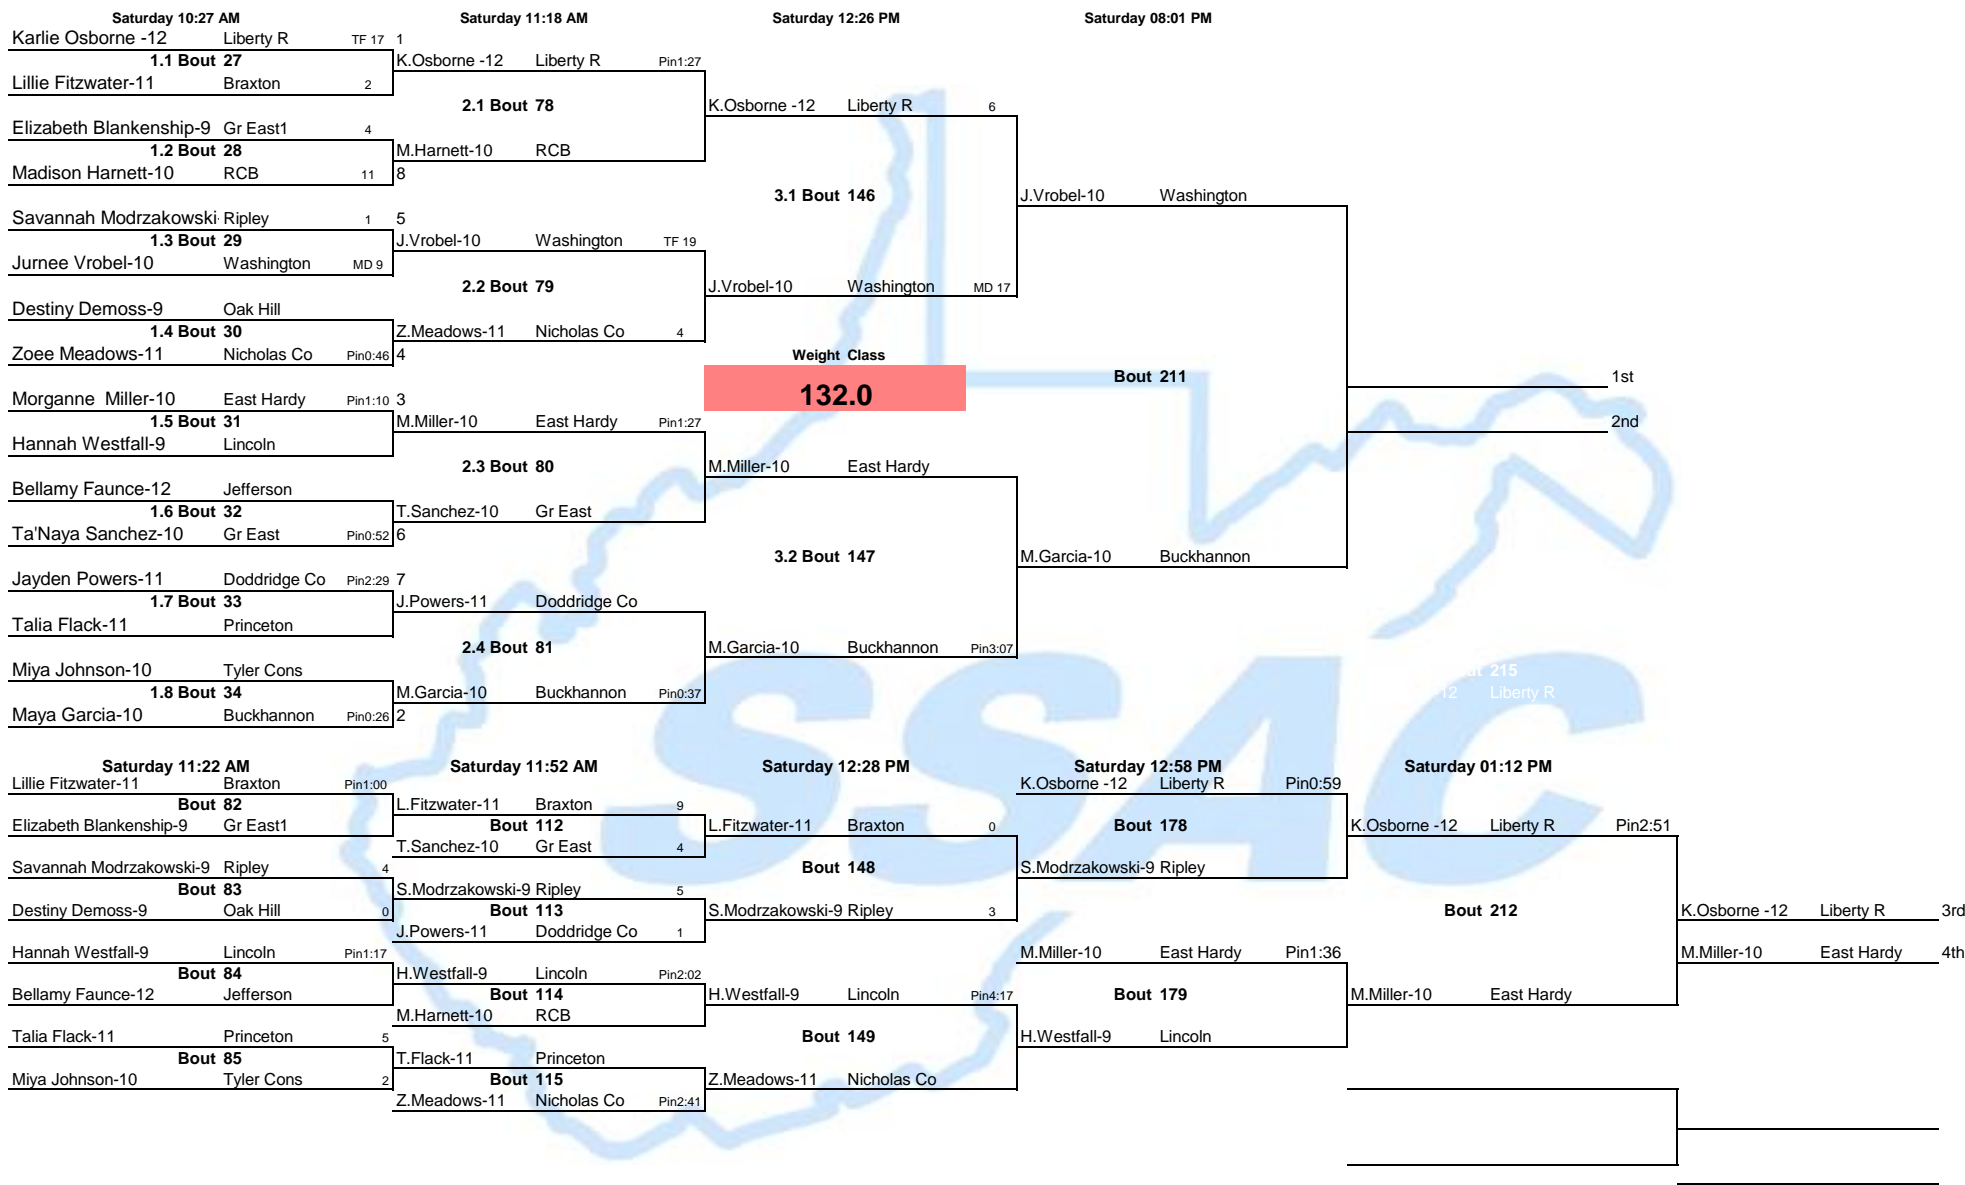 Saturday 10:27 AM Saturday 11:18 AM Saturday 12:26 PM Saturday 08:01 PM
Karlie Osborne -12 Liberty R TF 17 1
1.1 Bout 27 K.Osborne -12 Liberty R Pin1:27
Lillie Fitzwater-11 Braxton 2
2.1 Bout 78 K.Osborne -12 Liberty R 6
Elizabeth Blankenship-9 Gr East1 4
1.2 Bout 28 M.Harnett-10 RCB
Madison Harnett-10 RCB 11 8
3.1 Bout 146 J.Vrobel-10 Washington
Savannah Modrzakowski- Ripley 1 5
1.3 Bout 29 J.Vrobel-10 Washington TF 19
Jurnee Vrobel-10 Washington MD 9
2.2 Bout 79 J.Vrobel-10 Washington MD 17
Destiny Demoss-9 Oak Hill
1.4 Bout 30 Z.Meadows-11 Nicholas Co 4
Zoee Meadows-11 Nicholas Co Pin0:46 4 Weight Class
Bout 211 1st
132.0
Morganne Miller-10 East Hardy Pin1:10 3
1.5 Bout 31 M.Miller-10 East Hardy Pin1:27 2nd
Hannah Westfall-9 Lincoln
2.3 Bout 80 M.Miller-10 East Hardy
Bellamy Faunce-12 Jefferson
1.6 Bout 32 T.Sanchez-10 Gr East
Ta'Naya Sanchez-10 Gr East Pin0:52 6
3.2 Bout 147 M.Garcia-10 Buckhannon
Jayden Powers-11 Doddridge Co Pin2:29 7
1.7 Bout 33 J.Powers-11 Doddridge Co
Talia Flack-11 Princeton
2.4 Bout 81 M.Garcia-10 Buckhannon Pin3:07
Miya Johnson-10 Tyler Cons 215
1.8 Bout 34 M.Garcia-10 Buckhannon Pin0:37 12 Liberty R
Maya Garcia-10 Buckhannon Pin0:26 2
SSAC
Saturday 11:22 AM Saturday 11:52 AM Saturday 12:28 PM Saturday 12:58 PM Saturday 01:12 PM
Lillie Fitzwater-11 Braxton Pin1:00 K.Osborne -12 Liberty R Pin0:59
Bout 82 L.Fitzwater-11 Braxton 9
Elizabeth Blankenship-9 Gr East1 Bout 112 L.Fitzwater-11 Braxton 0 Bout 178 K.Osborne -12 Liberty R Pin2:51
T.Sanchez-10 Gr East 4
Savannah Modrzakowski-9 Ripley 4 Bout 148 S.Modrzakowski-9 Ripley
Bout 83 S.Modrzakowski-9 Ripley 5
Destiny Demoss-9 Oak Hill 0 Bout 113 S.Modrzakowski-9 Ripley 3 Bout 212 K.Osborne -12 Liberty R 3rd
J.Powers-11 Doddridge Co 1
Hannah Westfall-9 Lincoln Pin1:17 M.Miller-10 East Hardy Pin1:36 M.Miller-10 East Hardy 4th
Bout 84 H.Westfall-9 Lincoln Pin2:02
Bellamy Faunce-12 Jefferson Bout 114 H.Westfall-9 Lincoln Pin4:17 Bout 179 M.Miller-10 East Hardy
M.Harnett-10 RCB
Talia Flack-11 Princeton 5 Bout 149 H.Westfall-9 Lincoln
Bout 85 T.Flack-11 Princeton
Miya Johnson-10 Tyler Cons 2 Bout 115 Z.Meadows-11 Nicholas Co
Z.Meadows-11 Nicholas Co Pin2:41